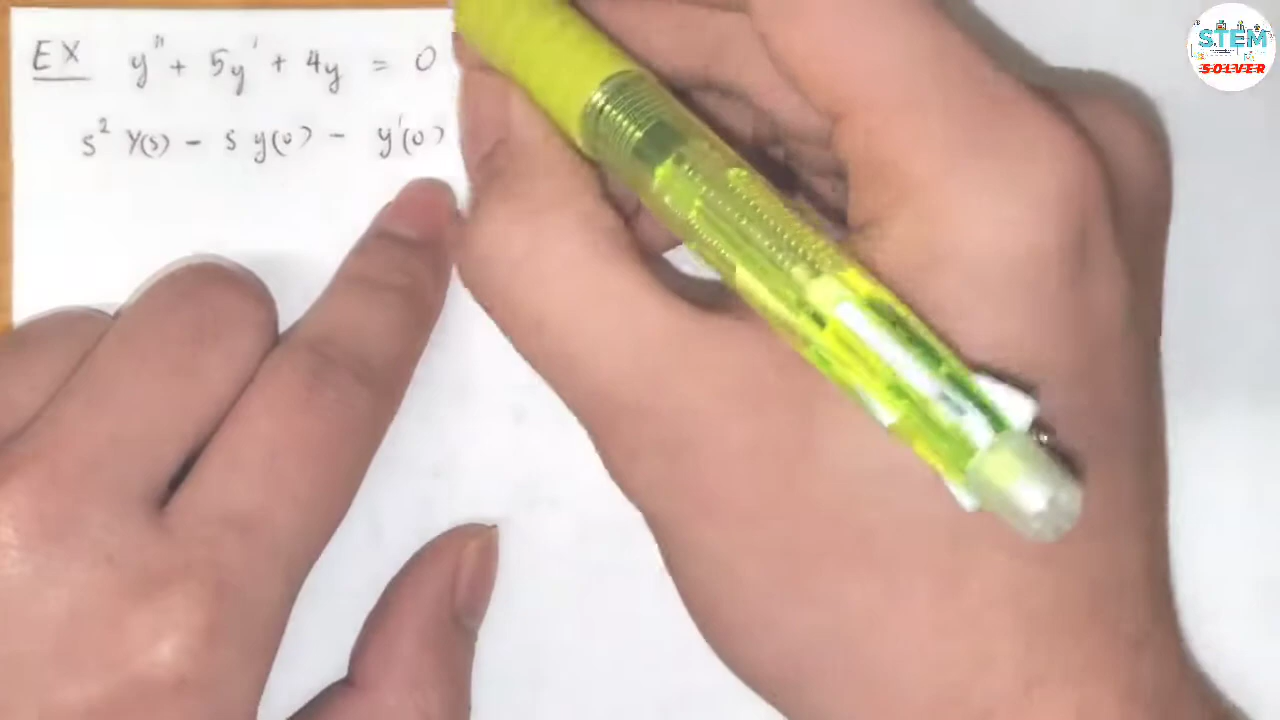 EX y'' + 5y' + 4y = 0
s² Y(s) - s y(0) - y'(0)
STEM
SOLVER